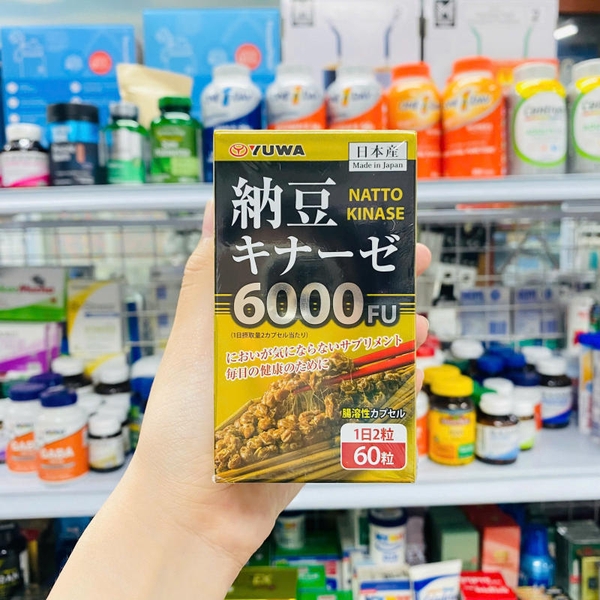 YUWA
日本産
Made in Japan
納豆
キナーゼ
NATTO
KINASE
6000FU
(1日摂取量2カプセル当たり)
においが気にならないサプリメント
毎日の健康のために
腸溶性カプセル
1日2粒
60粒
GABA